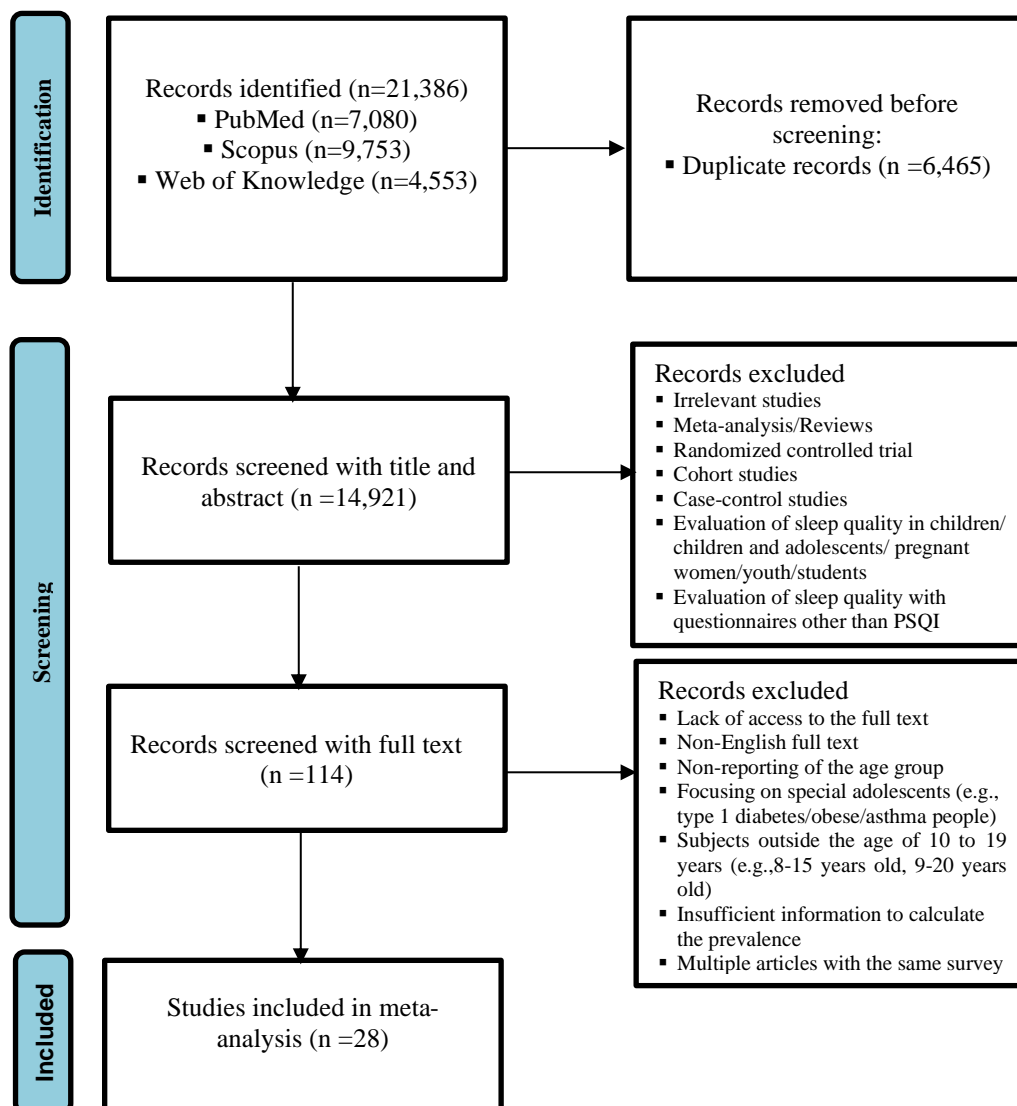 Identification
Records identified (n=21,386)
▪ PubMed (n=7,080)
▪ Scopus (n=9,753)
▪ Web of Knowledge (n=4,553)
Records removed before
screening:
▪ Duplicate records (n =6,465)
Screening
Records screened with title and
abstract (n =14,921)
Records excluded
▪ Irrelevant studies
▪ Meta-analysis/Reviews
▪ Randomized controlled trial
▪ Cohort studies
▪ Case-control studies
▪ Evaluation of sleep quality in children/
children and adolescents/ pregnant
women/youth/students
▪ Evaluation of sleep quality with
questionnaires other than PSQI
Records screened with full text
(n =114)
Records excluded
▪ Lack of access to the full text
▪ Non-English full text
▪ Non-reporting of the age group
▪ Focusing on special adolescents (e.g.,
type 1 diabetes/obese/asthma people)
▪ Subjects outside the age of 10 to 19
years (e.g.,8-15 years old, 9-20 years
old)
▪ Insufficient information to calculate
the prevalence
▪ Multiple articles with the same survey
Included
Studies included in meta-
analysis (n =28)